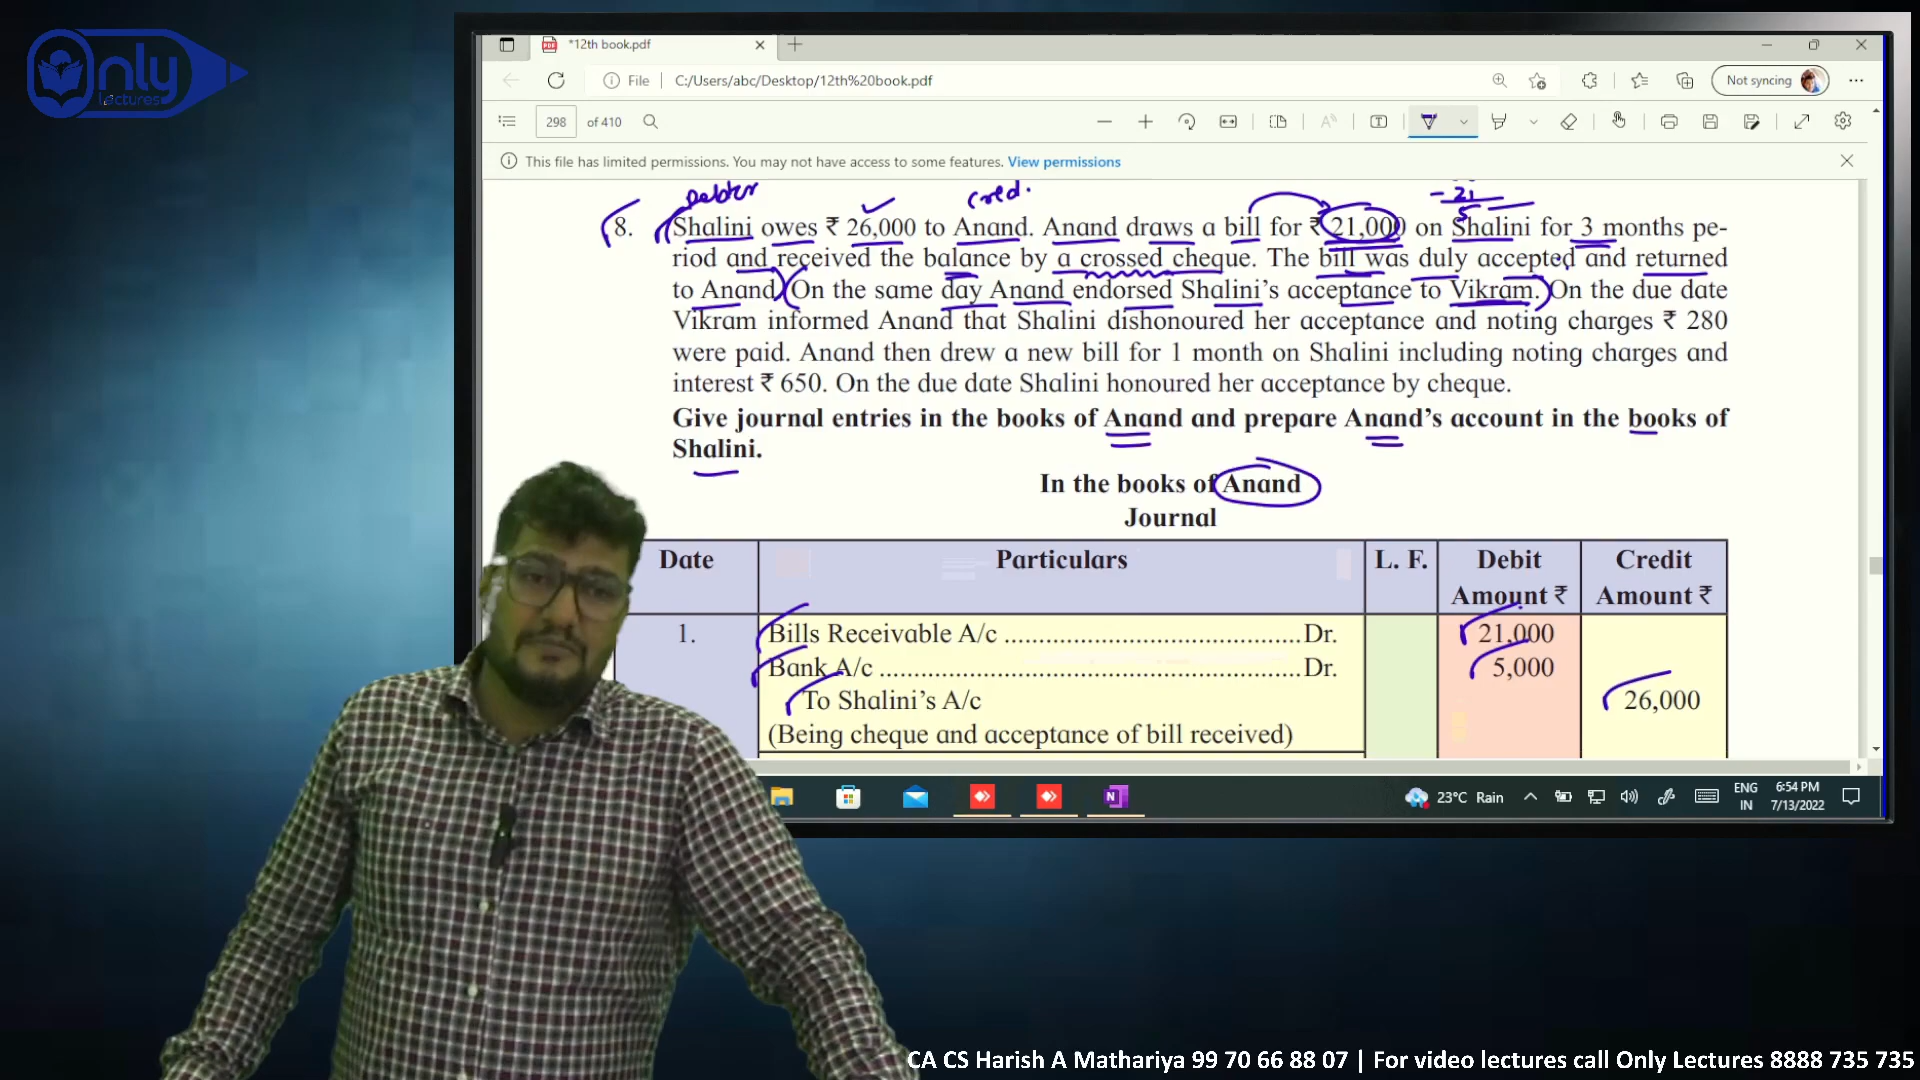 Only
Lectures
*12th book.pdf
File
C:/Users/abc/Desktop/12th%20book.pdf
Not syncing
298 of 410
This file has limited permissions. You may not have access to some features. View permissions
Debtor
cred.
- 21
5
8. Shalini owes ₹ 26,000 to Anand. Anand draws a bill for ₹ 21,000 on Shalini for 3 months pe-
riod and received the balance by a crossed cheque. The bill was duly accepted and returned
to Anand. On the same day Anand endorsed Shalini’s acceptance to Vikram. On the due date
Vikram informed Anand that Shalini dishonoured her acceptance and noting charges ₹ 280
were paid. Anand then drew a new bill for 1 month on Shalini including noting charges and
interest ₹ 650. On the due date Shalini honoured her acceptance by cheque.
Give journal entries in the books of Anand and prepare Anand’s account in the books of
Shalini.
In the books of Anand
Journal
Date Particulars L. F. Debit Amount ₹ Credit Amount ₹
1. Bills Receivable A/c ............................................ Dr. 21,000
Bank A/c .............................................................. Dr. 5,000
To Shalini’s A/c 26,000
(Being cheque and acceptance of bill received)
23°C Rain
ENG
IN
6:54 PM
7/13/2022
CA CS Harish A Mathariya 99 70 66 88 07 | For video lectures call Only Lectures 8888 735 735